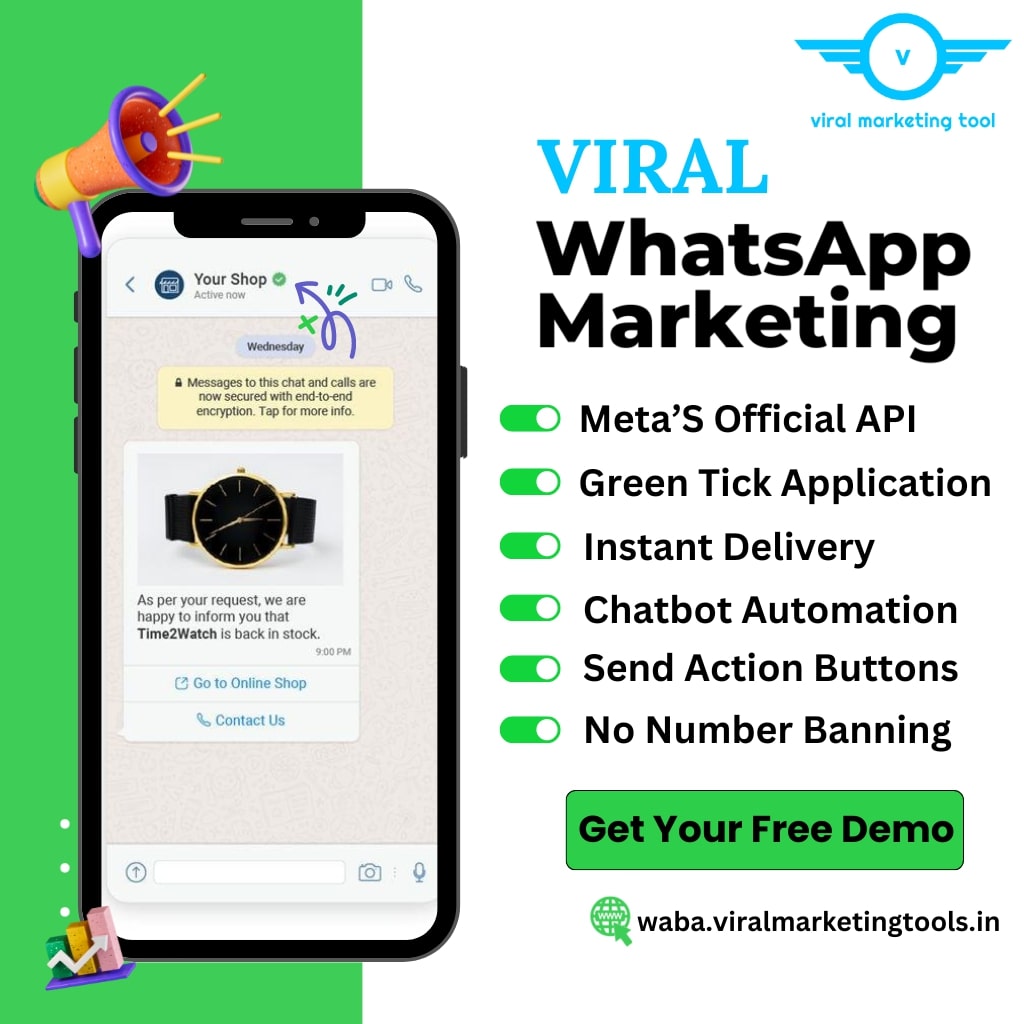 V
viral marketing tool
VIRAL
WhatsApp
Marketing
Your Shop
Active now
Wednesday
Messages to this chat and calls are
now secured with end-to-end
encryption. Tap for more info.
As per your request, we are
happy to inform you that
Time2Watch is back in stock.
9:00 PM
Go to Online Shop
Contact Us
Meta’S Official API
Green Tick Application
Instant Delivery
Chatbot Automation
Send Action Buttons
No Number Banning
Get Your Free Demo
www
waba.viralmarketingtools.in